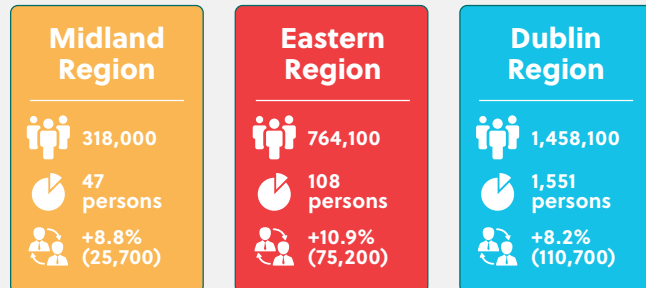 Midland
Region
318,000
47
persons
+8.8%
(25,700)
Eastern
Region
764,100
108
persons
+10.9%
(75,200)
Dublin
Region
1,458,100
1,551
persons
+8.2%
(110,700)